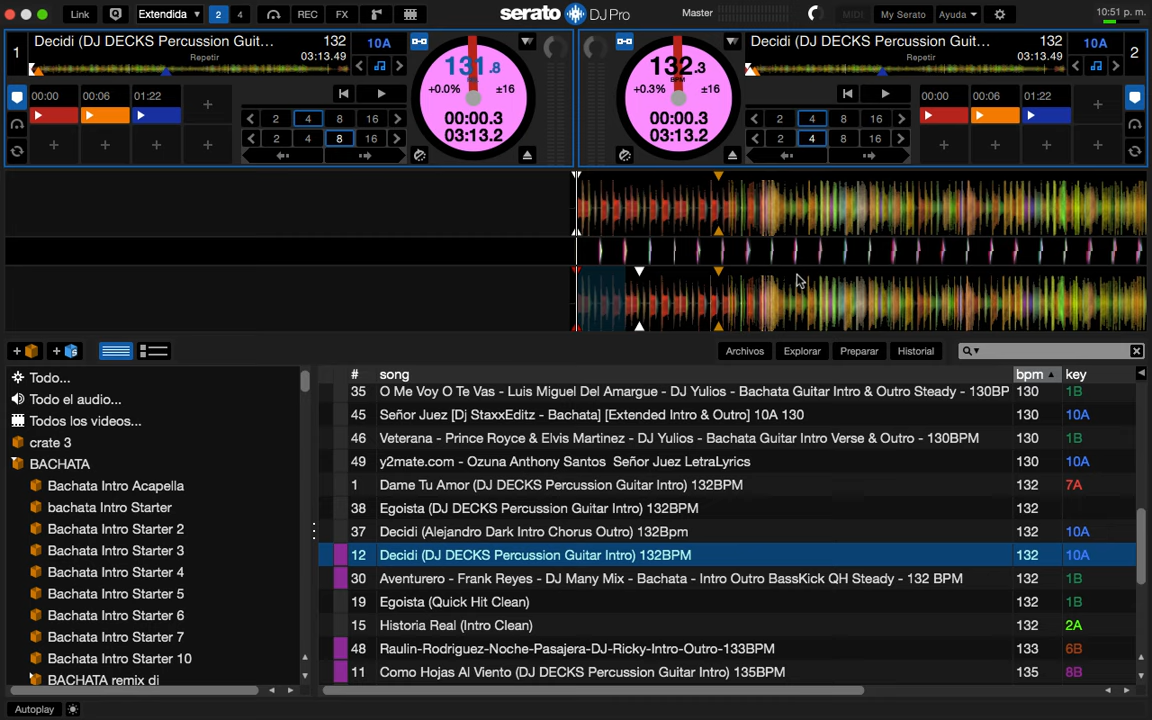 Link Extendida 2 4 REC FX serato DJ Pro Master MIDI My Serato Ayuda 10:51 p. m.
1 Decidi (DJ DECKS Percussion Guit... 132 10A
Repetir 03:13.49
00:00 00:06 01:22
2 4 8 16
2 4 8 16
131.8
+0.0% ±16
00:00.3
03:13.2
Decidi (DJ DECKS Percussion Guit... 132 10A 2
Repetir 03:13.49
132.3
BPM
+0.3% ±16
00:00.3
03:13.2
2 4 8 16
2 4 8 16
00:00 00:06 01:22
Archivos Explorar Preparar Historial
Todo...
Todo el audio...
Todos los videos...
crate 3
BACHATA
Bachata Intro Acapella
bachata Intro Starter
Bachata Intro Starter 2
Bachata Intro Starter 3
Bachata Intro Starter 4
Bachata Intro Starter 5
Bachata Intro Starter 6
Bachata Intro Starter 7
Bachata Intro Starter 10
BACHATA remix di
# song bpm key
35 O Me Voy O Te Vas - Luis Miguel Del Amargue - DJ Yulios - Bachata Guitar Intro & Outro Steady - 130BP 130 1B
45 Señor Juez [Dj StaxxEditz - Bachata] [Extended Intro & Outro] 10A 130 130 10A
46 Veterana - Prince Royce & Elvis Martinez - DJ Yulios - Bachata Guitar Intro Verse & Outro - 130BPM 130 1B
49 y2mate.com - Ozuna Anthony Santos Señor Juez LetraLyrics 130 10A
1 Dame Tu Amor (DJ DECKS Percussion Guitar Intro) 132BPM 132 7A
38 Egoista (DJ DECKS Percussion Guitar Intro) 132BPM 132
37 Decidi (Alejandro Dark Intro Chorus Outro) 132Bpm 132 10A
12 Decidi (DJ DECKS Percussion Guitar Intro) 132BPM 132 10A
30 Aventurero - Frank Reyes - DJ Many Mix - Bachata - Intro Outro BassKick QH Steady - 132 BPM 132 1B
19 Egoista (Quick Hit Clean) 132 1B
15 Historia Real (Intro Clean) 132 2A
48 Raulin-Rodriguez-Noche-Pasajera-DJ-Ricky-Intro-Outro-133BPM 133 6B
11 Como Hojas Al Viento (DJ DECKS Percussion Guitar Intro) 135BPM 135 8B
Autoplay